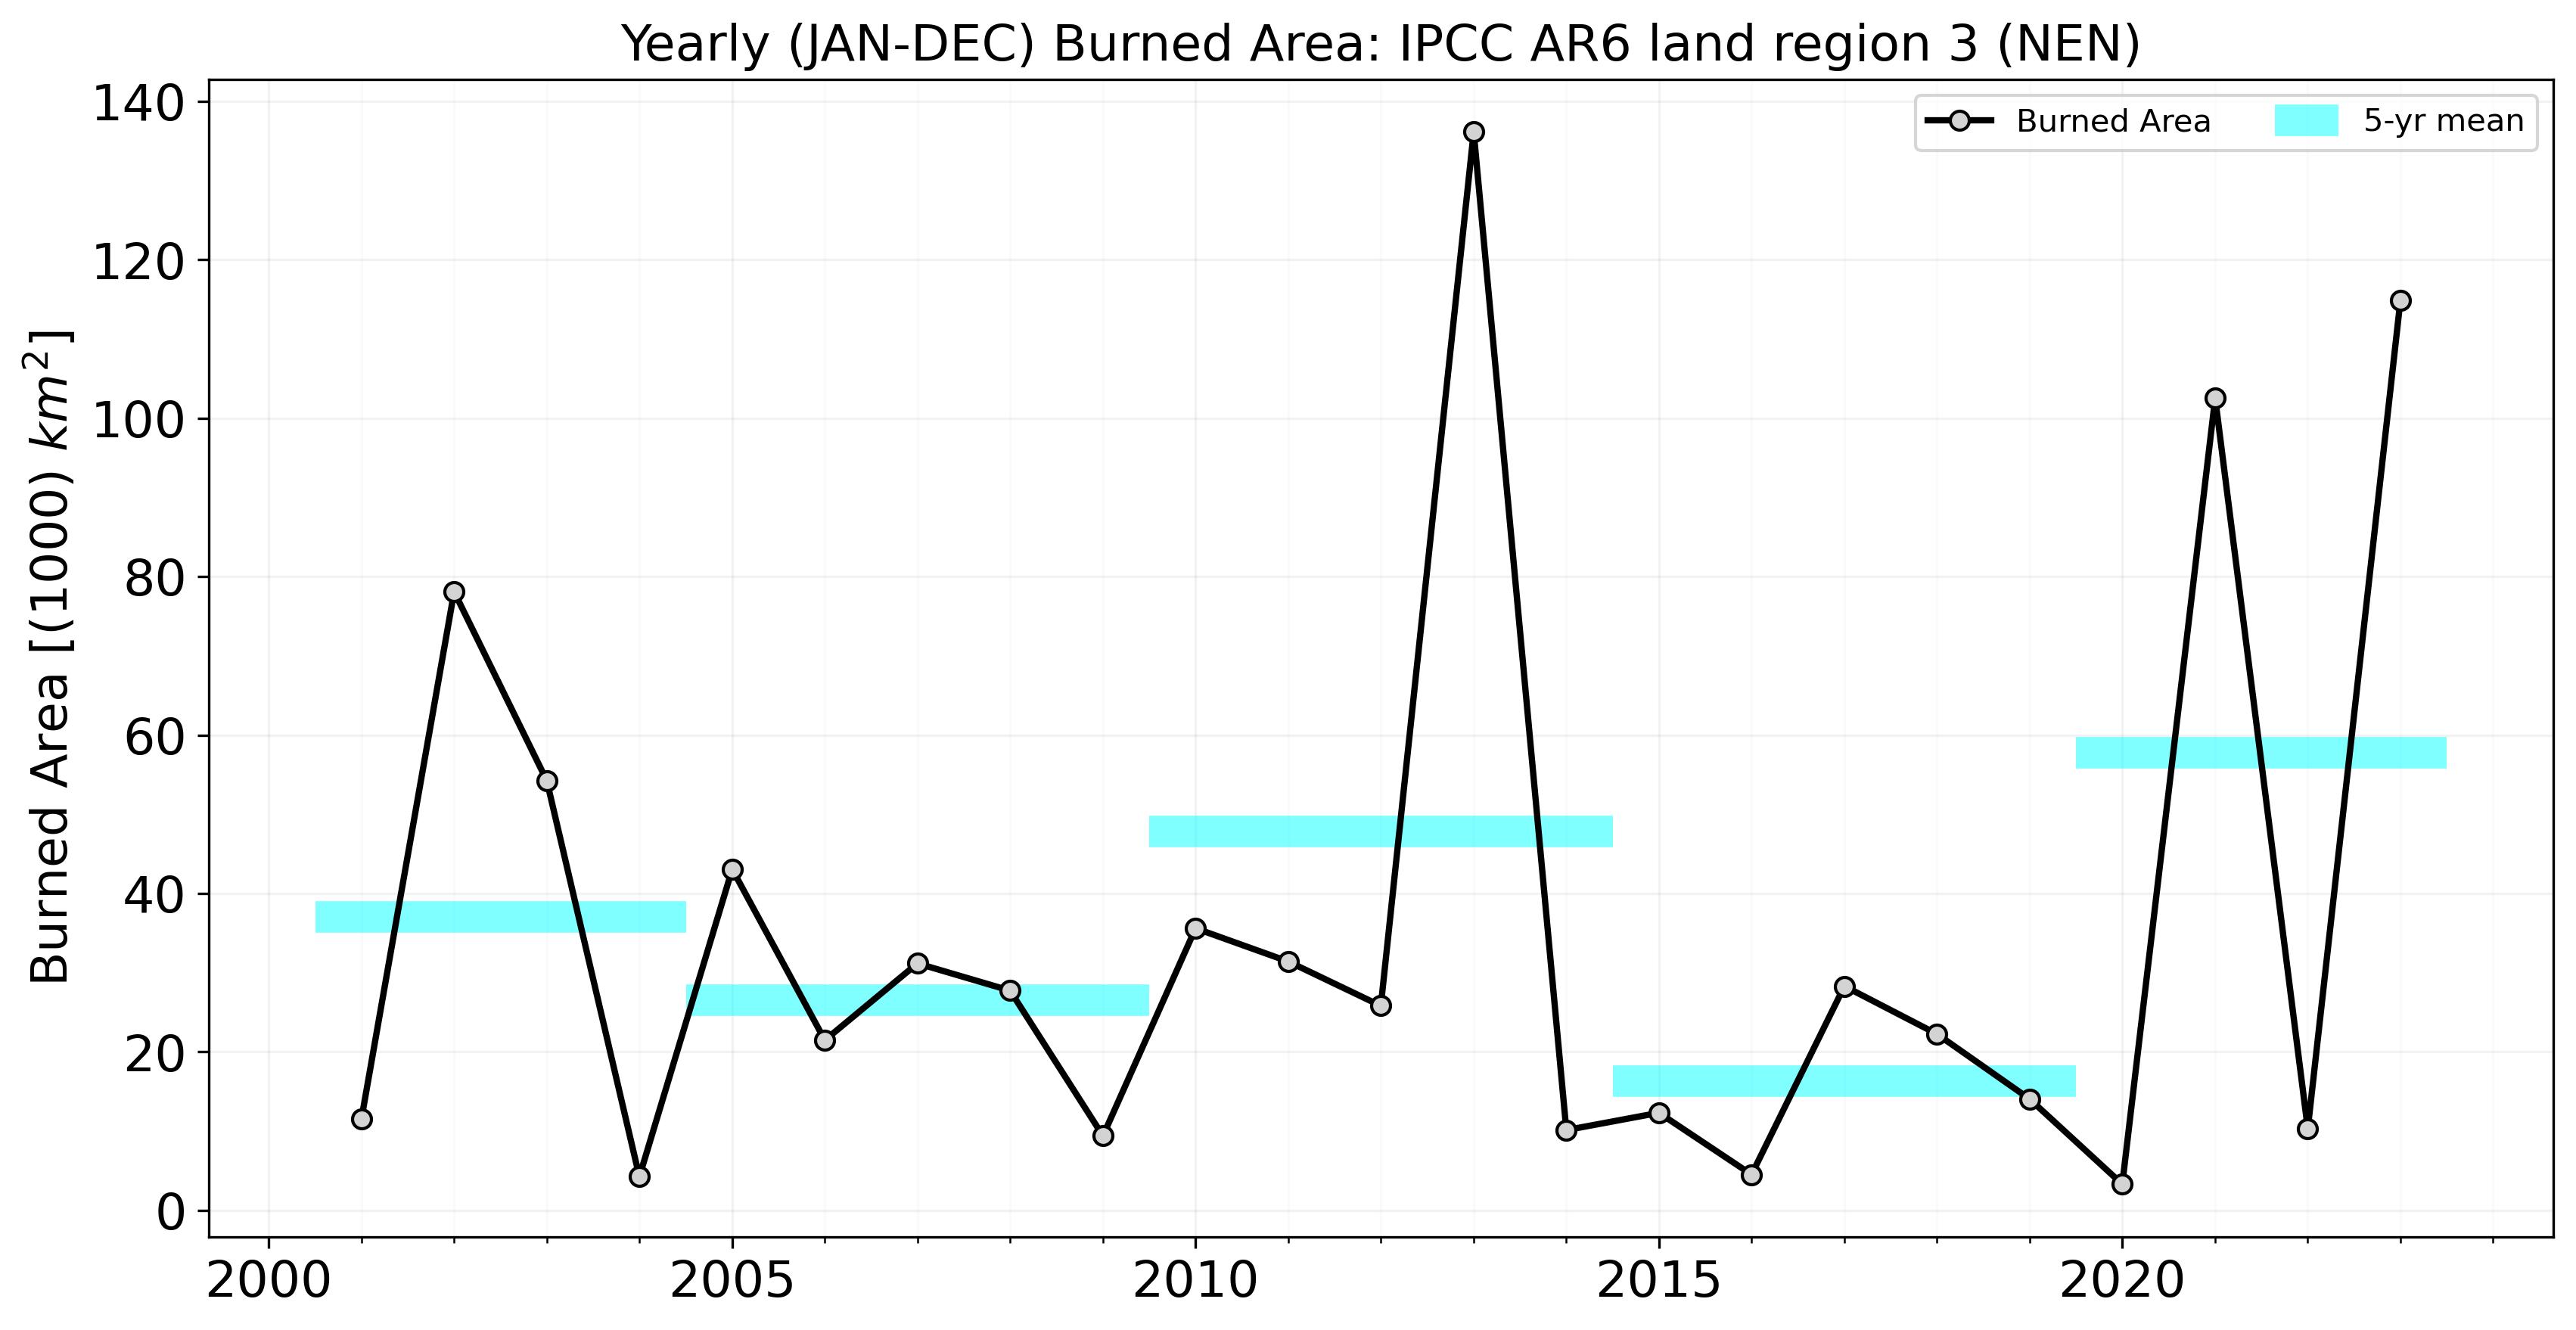 Yearly (JAN-DEC) Burned Area: IPCC AR6 land region 3 (NEN)
Burned Area
5-yr mean
Burned Area [(1000) km²]
140
120
100
80
60
40
20
0
2000 2005 2010 2015 2020